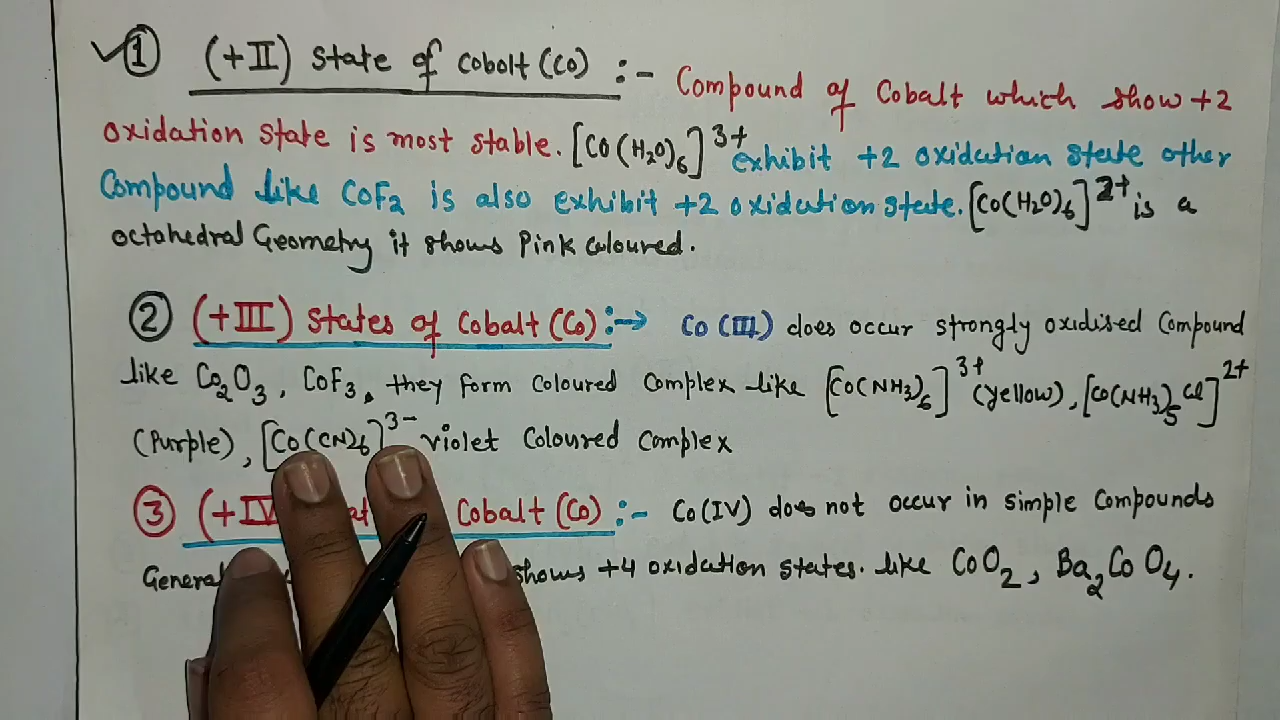 ① (+II) State of Cobolt (Co) :- Compound of Cobalt which show +2
oxidation state is most stable. [Co(H₂O)₆]³⁺ exhibit +2 oxidation state other
Compound like CoF₂ is also exhibit +2 oxidation state. [Co(H₂O)₆]²⁺ is a
octahedral Geometry it shows Pink coloured.
② (+III) States of Cobalt (Co) :→ Co(III) does occur strongly oxidised Compound
like Co₂O₃, CoF₃, they form coloured complex like [Co(NH₃)₆]³⁺ (yellow), [Co(NH₃)₅Cl]²⁺
(Purple), [Co(CN)₆]³⁻ violet Coloured Complex
③ (+IV Cobalt (Co) :- Co(IV) does not occur in simple Compounds
shows +4 oxidation states. like CoO₂, Ba₂CoO₄.